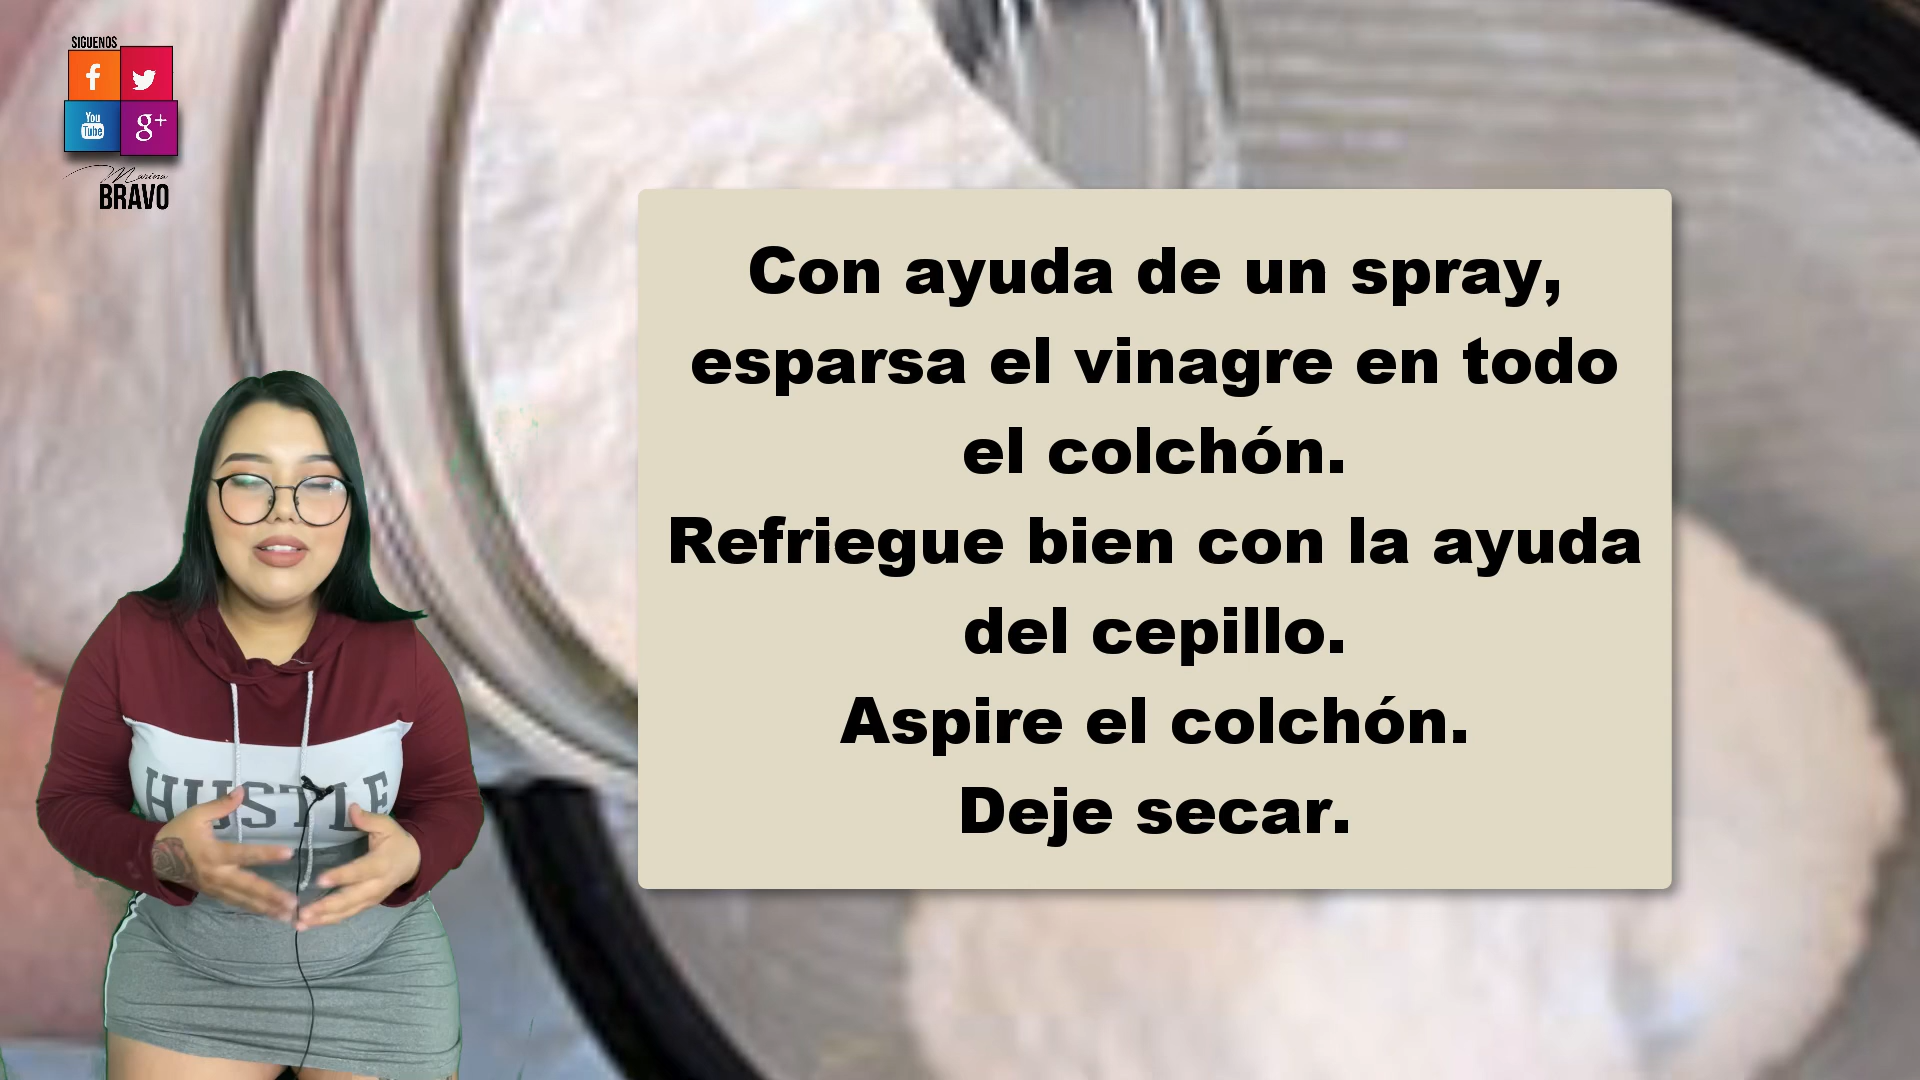 SIGUENOS
f
You
Tube
g+
Marina
BRAVO
Con ayuda de un spray,
esparsa el vinagre en todo
el colchón.
Refriegue bien con la ayuda
del cepillo.
Aspire el colchón.
Deje secar.
HUSTLE